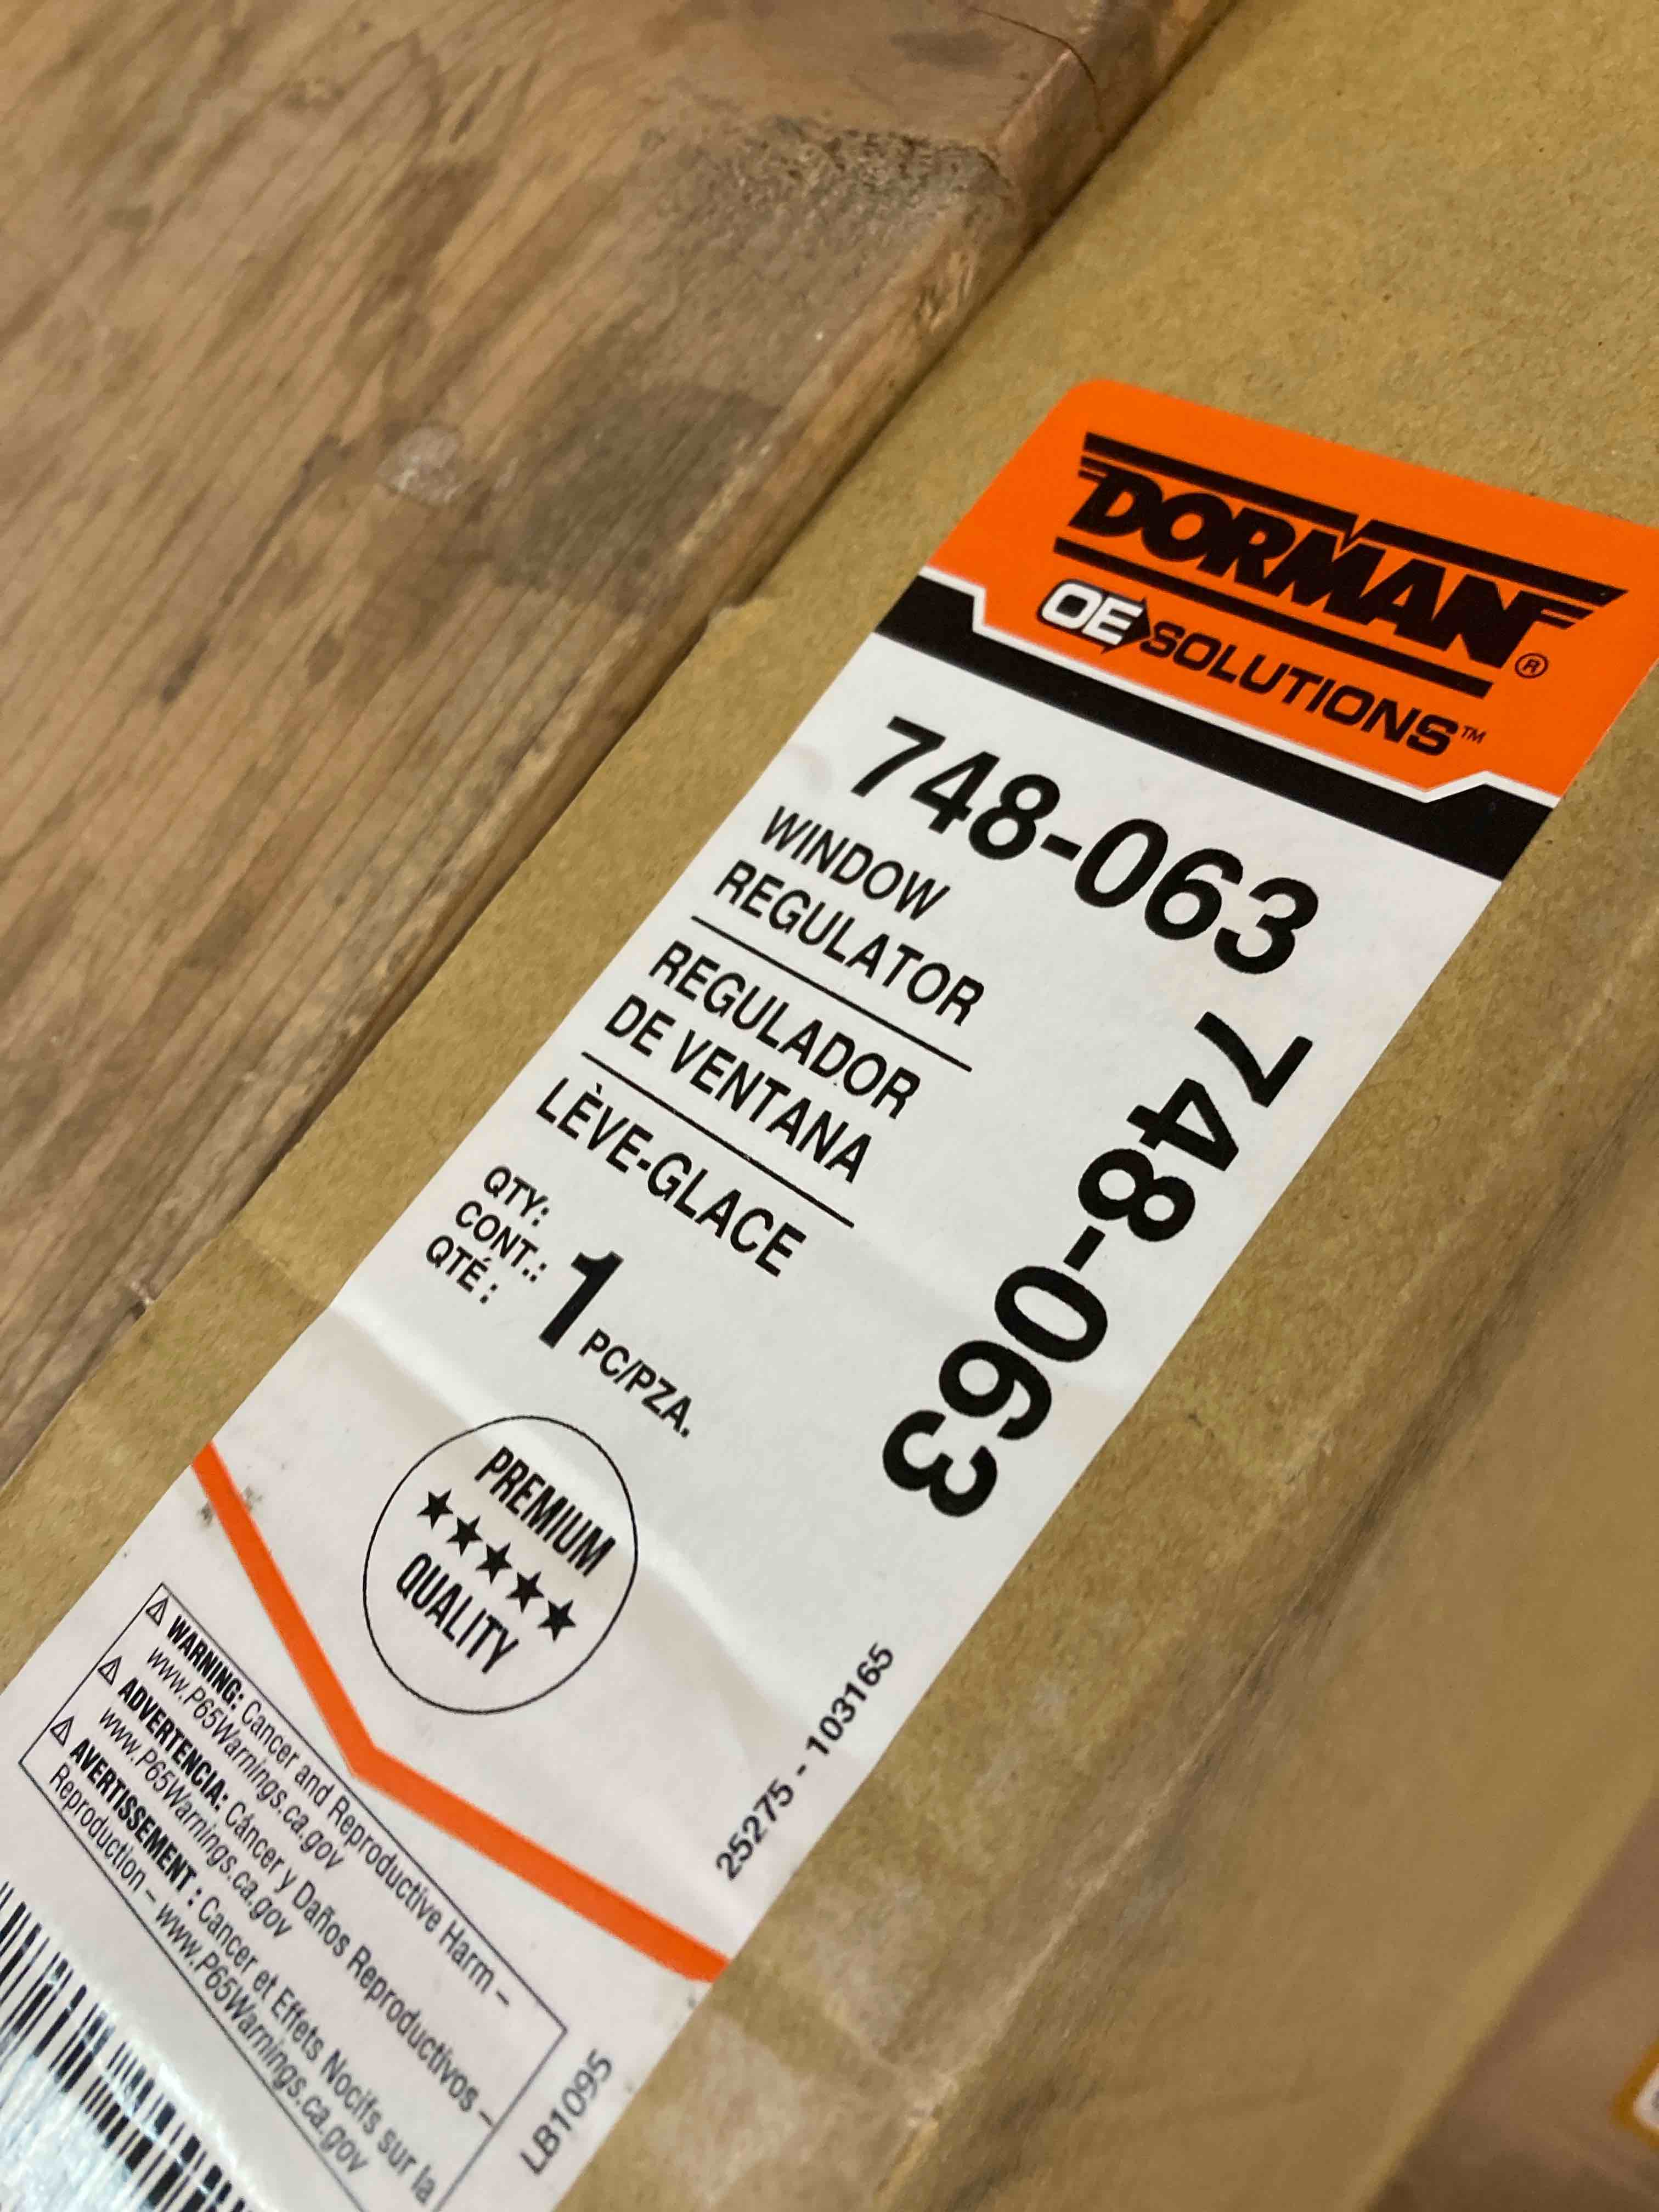 DORMAN®
OE SOLUTIONS™
748-063
748-063
WINDOW
REGULATOR
REGULADOR
DE VENTANA
LÈVE-GLACE
QTY:
CONT.:
QTÉ :
1 PC/PZA.
PREMIUM
★★★★★
QUALITY
25275 - 103165
⚠ WARNING: Cancer and Reproductive Harm –
www.P65Warnings.ca.gov
⚠ ADVERTENCIA: Cáncer y Daños Reproductivos –
www.P65Warnings.ca.gov
⚠ AVERTISSEMENT : Cancer et Effets Nocifs sur la
Reproduction – www.P65Warnings.ca.gov
LB1095